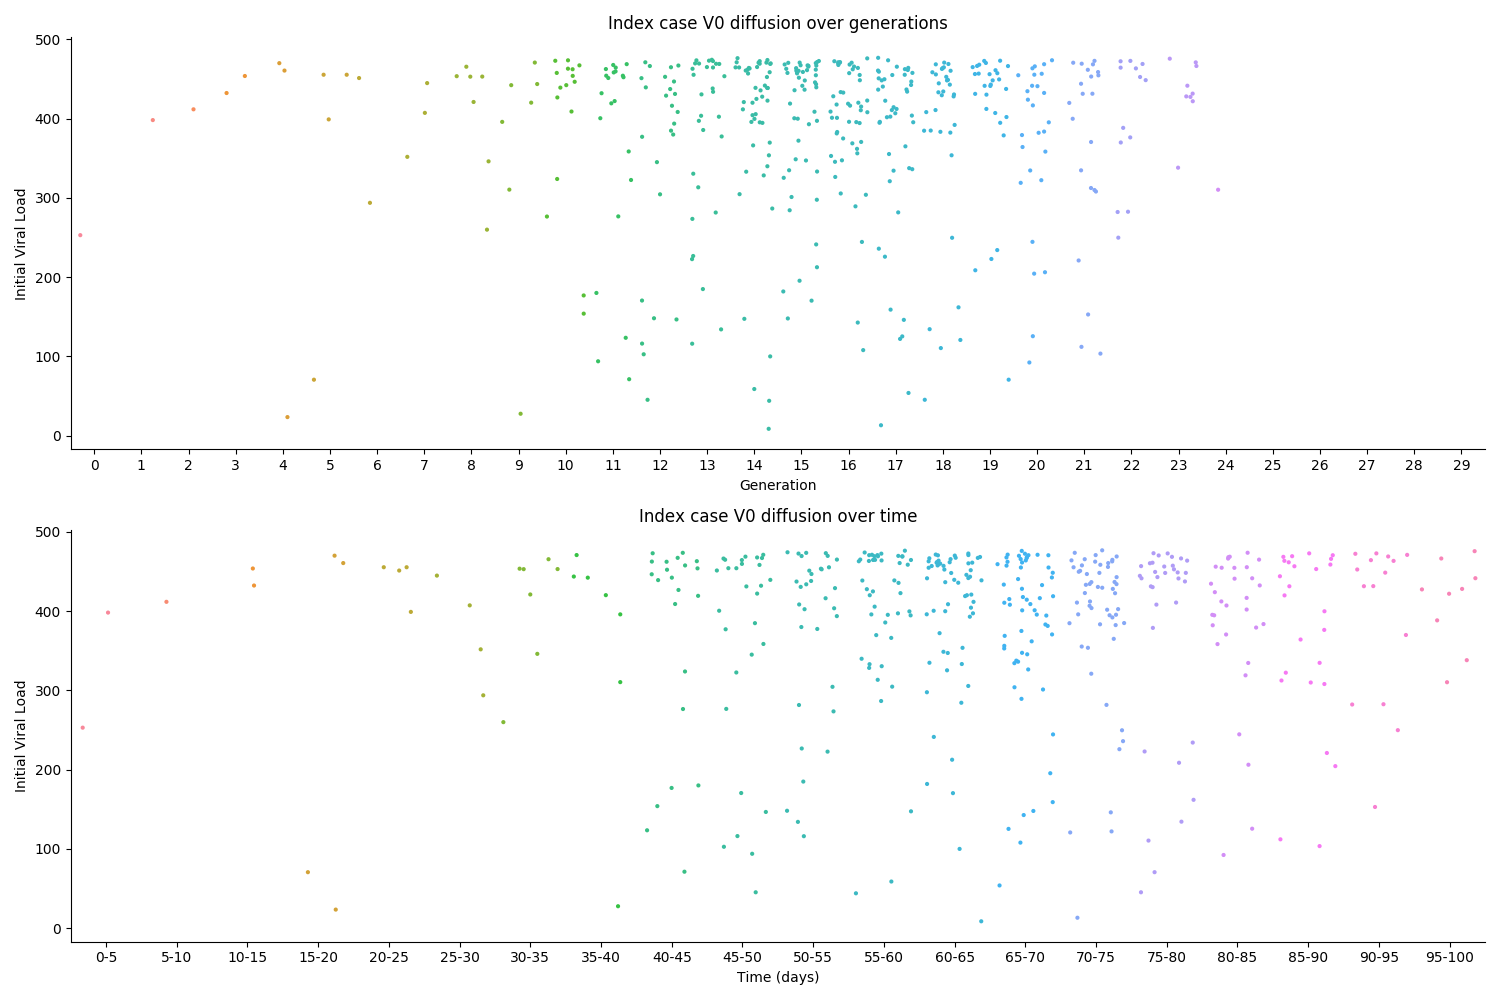 Index case V0 diffusion over generations
500
400
300
200
100
0
Initial Viral Load
0 1 2 3 4 5 6 7 8 9 10 11 12 13 14 15 16 17 18 19 20 21 22 23 24 25 26 27 28 29
Generation
Index case V0 diffusion over time
500
400
300
200
100
0
Initial Viral Load
0-5 5-10 10-15 15-20 20-25 25-30 30-35 35-40 40-45 45-50 50-55 55-60 60-65 65-70 70-75 75-80 80-85 85-90 90-95 95-100
Time (days)